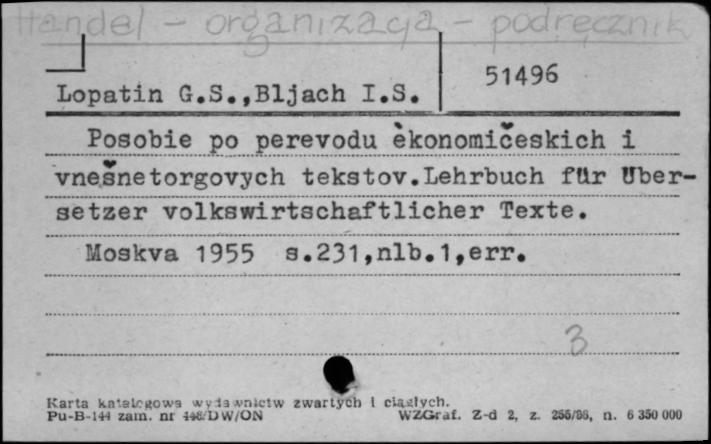 Handel - organizacja - podręcznik
51496
Lopatin G.S.,Bljach I.S.
Posobie po perevodu èkonomičeskich i
vnešnetorgovych tekstov.Lehrbuch für Über-
setzer volkswirtschaftlicher Texte.
Moskva 1955 s.231,nlb.1,err.
3
Karta katalogowa wydawnictw zwartych i ciągłych.
Pu-B-144 zam. nr 448/DW/ON WZGraf. Z-d 2, z. 255/86, n. 6 350 000